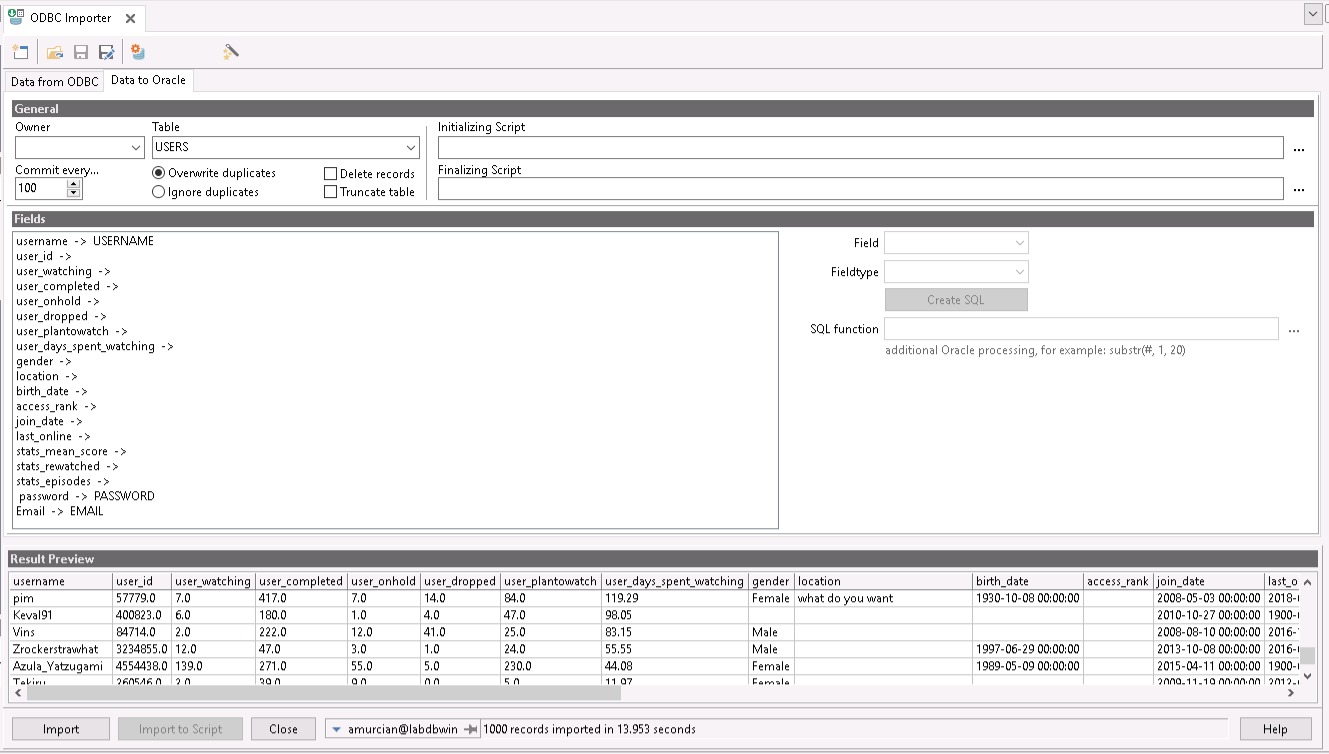 ODBC Importer
Data from ODBC Data to Oracle
General
Owner Table Initializing Script
USERS ...
Commit every... Overwrite duplicates Delete records Finalizing Script
100 Ignore duplicates Truncate table ...
Fields
username -> USERNAME
user_id ->
user_watching ->
user_completed ->
user_onhold ->
user_dropped ->
user_plantowatch ->
user_days_spent_watching ->
gender ->
location ->
birth_date ->
access_rank ->
join_date ->
last_online ->
stats_mean_score ->
stats_rewatched ->
stats_episodes ->
password -> PASSWORD
Email -> EMAIL
Field
Fieldtype
Create SQL
SQL function ...
additional Oracle processing, for example: substr(#, 1, 20)
Result Preview
username user_id user_watching user_completed user_onhold user_dropped user_plantowatch user_days_spent_watching gender location birth_date access_rank join_date last_o
pim 57779.0 7.0 417.0 7.0 14.0 84.0 119.29 Female what do you want 1930-10-08 00:00:00 2008-05-03 00:00:00 2018-
Keval91 400823.0 6.0 180.0 1.0 4.0 47.0 98.05 2010-10-27 00:00:00 1900-
Vins 84714.0 2.0 222.0 12.0 41.0 25.0 83.15 Male 2008-08-10 00:00:00 2016-
Zrockerstrawhat 3234855.0 12.0 47.0 3.0 1.0 24.0 55.55 Male 1997-06-29 00:00:00 2013-10-08 00:00:00 2016-
Azula_Yatzugami 4554438.0 139.0 271.0 55.0 5.0 230.0 44.08 Female 1989-05-09 00:00:00 2015-04-11 00:00:00 1900-
Tekiru 260546.0 2.0 39.0 9.0 0.0 5.0 11.97 Female 2009-11-19 00:00:00 2012-
Import Import to Script Close amurcian@labdbwin 1000 records imported in 13.953 seconds Help